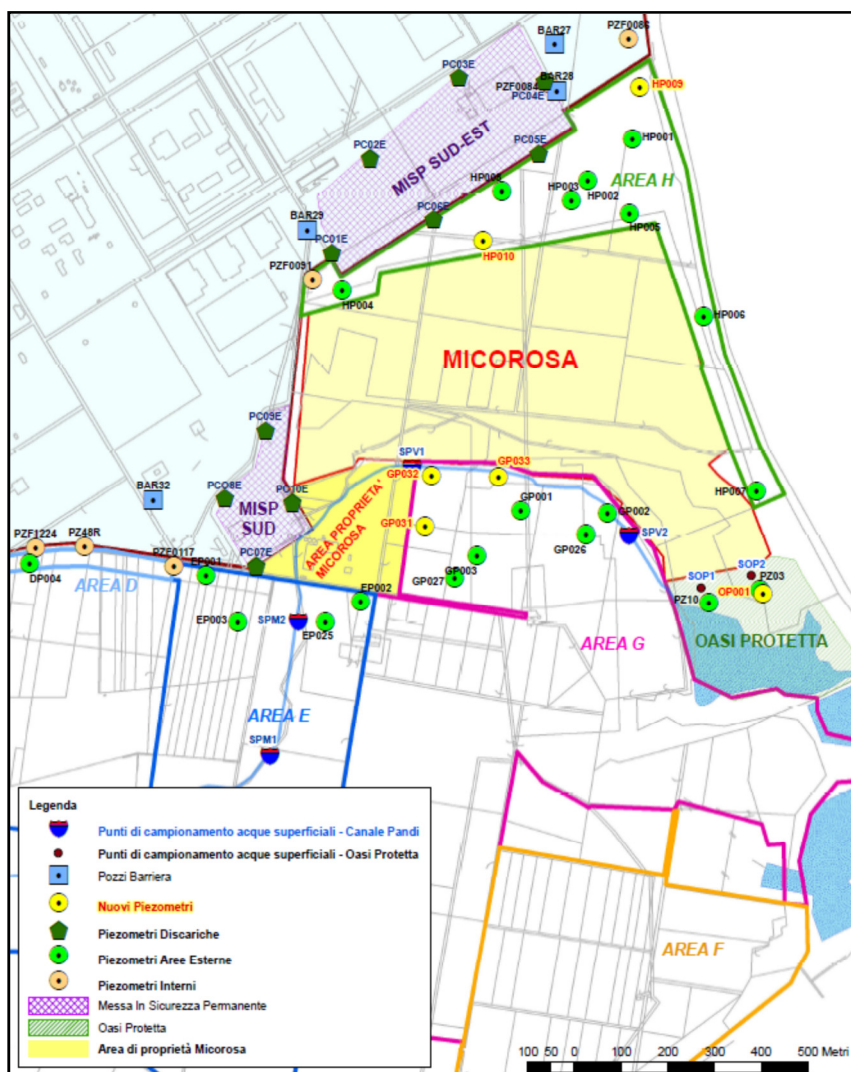 BAR27
PZF0086
PC03E
PZF0084
BAR28
PC04E
HP009
MISP SUD-EST
PC02E
PC05E
HP001
AREA H
HP003
HP002
PC06E
HP005
BAR29
PC01E
HP010
PZF0091
HP004
HP006
MICOROSA
PC09E
SPV1
GP032
GP033
HP007
BAR32
PCO8E
PC10E
MISP
SUD
AREA PROPRIETA'
MICOROSA
GP001
GP002
GP031
GP026
SPV2
PZF1224
PZ48R
PZF0117
PC07E
GP003
GP027
SOP1
SOP2
PZ03
OP001
PZ10
DP004
AREA D
EP001
EP002
EP003
SPM2
EP025
AREA G
OASI PROTETTA
AREA E
SPM1
Legenda
Punti di campionamento acque superficiali - Canale Pandi
Punti di campionamento acque superficiali - Oasi Protetta
Pozzi Barriera
Nuovi Piezometri
Piezometri Discariche
Piezometri Aree Esterne
Piezometri Interni
Messa In Sicurezza Permanente
Oasi Protetta
Area di proprietà Micorosa
AREA F
100 50 0 100 200 300 400 500 Metri